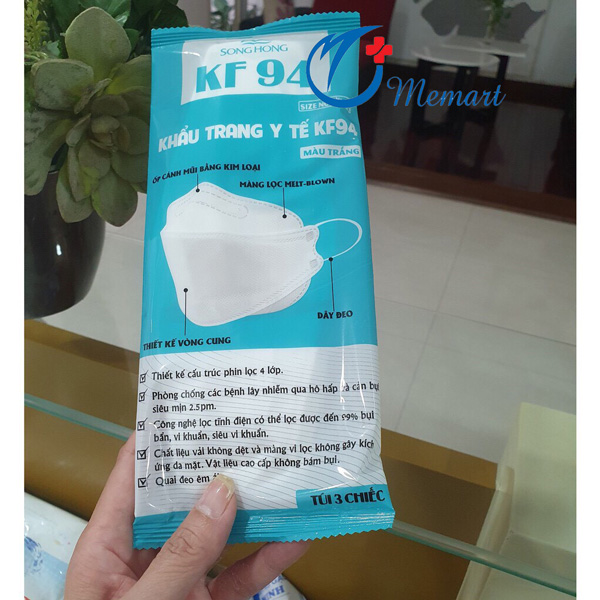 SONG HONG
KF 94
Memart
SIZE
KHẨU TRANG Y TẾ KF94
MÀU TRẮNG
ỐP CÁNH MŨI BẰNG KIM LOẠI
MÀNG LỌC MELT-BLOWN
DÂY ĐEO
THIẾT KẾ VÒNG CUNG
Thiết kế cấu trúc phin lọc 4 lớp.
Phòng chống các bệnh lây nhiễm qua hô hấp và cản bụi
siêu mịn 2.5pm.
Công nghệ lọc tĩnh điện có thể lọc được đến 99% bụi
bẩn, vi khuẩn, siêu vi khuẩn.
Chất liệu vải không dệt và màng vi lọc không gây kích
ứng da mặt. Vật liệu cao cấp không bám bụi.
Quai đeo êm
TÚI 3 CHIẾC